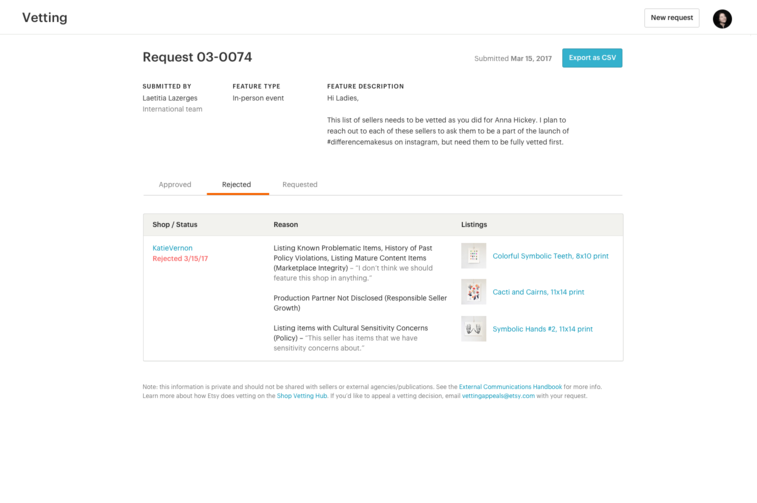 Vetting
New request
Request 03-0074
Submitted Mar 15, 2017
Export as CSV
SUBMITTED BY
Laetitia Lazerges
International team
FEATURE TYPE
In-person event
FEATURE DESCRIPTION
Hi Ladies,
This list of sellers needs to be vetted as you did for Anna Hickey. I plan to
reach out to each of these sellers to ask them to be a part of the launch of
#differencemakesus on instagram, but need them to be fully vetted first.
Approved
Rejected
Requested
Shop / Status
Reason
Listings
KatieVernon
Rejected 3/15/17
Listing Known Problematic Items, History of Past
Policy Violations, Listing Mature Content Items
(Marketplace Integrity) – “I don’t think we should
feature this shop in anything.”
Production Partner Not Disclosed (Responsible Seller
Growth)
Listing items with Cultural Sensitivity Concerns
(Policy) – “This seller has items that we have
sensitivity concerns about.”
Colorful Symbolic Teeth, 8x10 print
Cacti and Cairns, 11x14 print
Symbolic Hands #2, 11x14 print
Note: this information is private and should not be shared with sellers or external agencies/publications. See the External Communications Handbook for more info.
Learn more about how Etsy does vetting on the Shop Vetting Hub. If you’d like to appeal a vetting decision, email vettingappeals@etsy.com with your request.